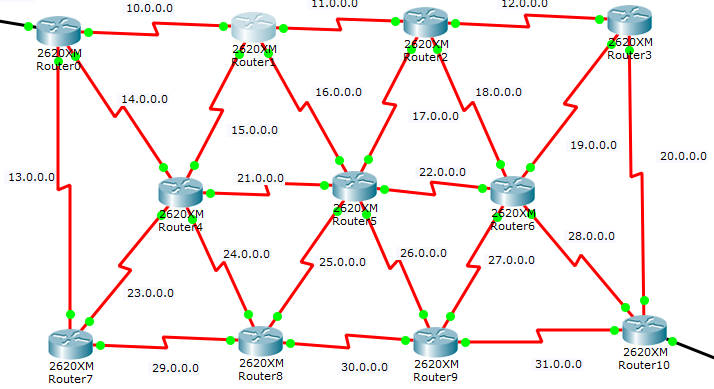 10.0.0.0
11.0.0.0
12.0.0.0
2620XM
Router0
2620XM
Router1
2620XM
Router2
2620XM
Router3
14.0.0.0
16.0.0.0
18.0.0.0
15.0.0.0
17.0.0.0
19.0.0.0
20.0.0.0
13.0.0.0
21.0.0.0
22.0.0.0
2620XM
Router4
2620XM
Router5
2620XM
Router6
24.0.0.0
25.0.0.0
26.0.0.0
27.0.0.0
28.0.0.0
23.0.0.0
2620XM
Router7
2620XM
Router8
2620XM
Router9
2620XM
Router10
29.0.0.0
30.0.0.0
31.0.0.0